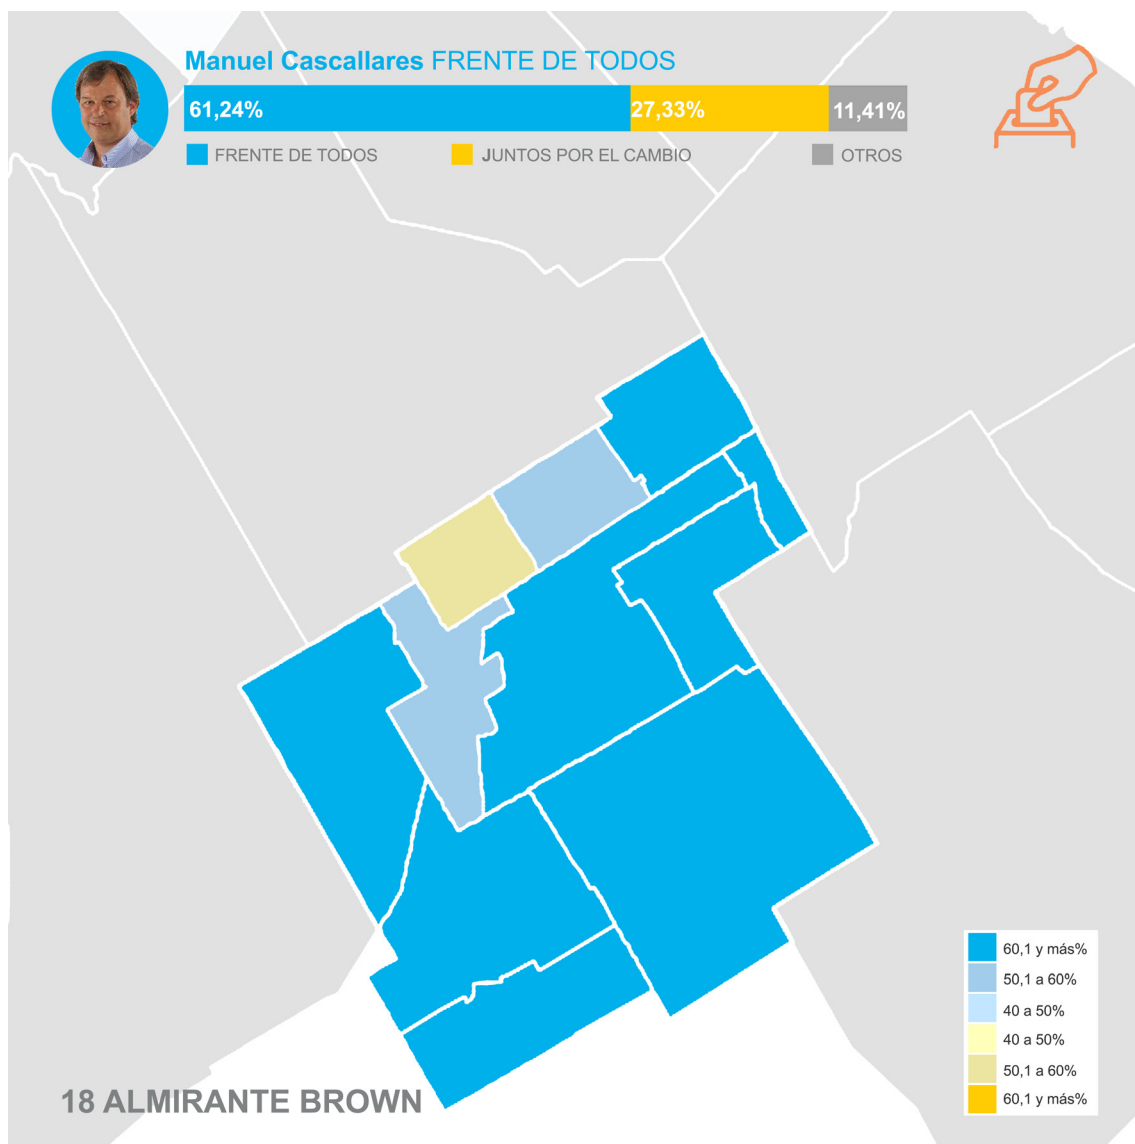 Manuel Cascallares FRENTE DE TODOS
61,24% 27,33% 11,41%
FRENTE DE TODOS JUNTOS POR EL CAMBIO OTROS
60,1 y más%
50,1 a 60%
40 a 50%
40 a 50%
50,1 a 60%
60,1 y más%
18 ALMIRANTE BROWN